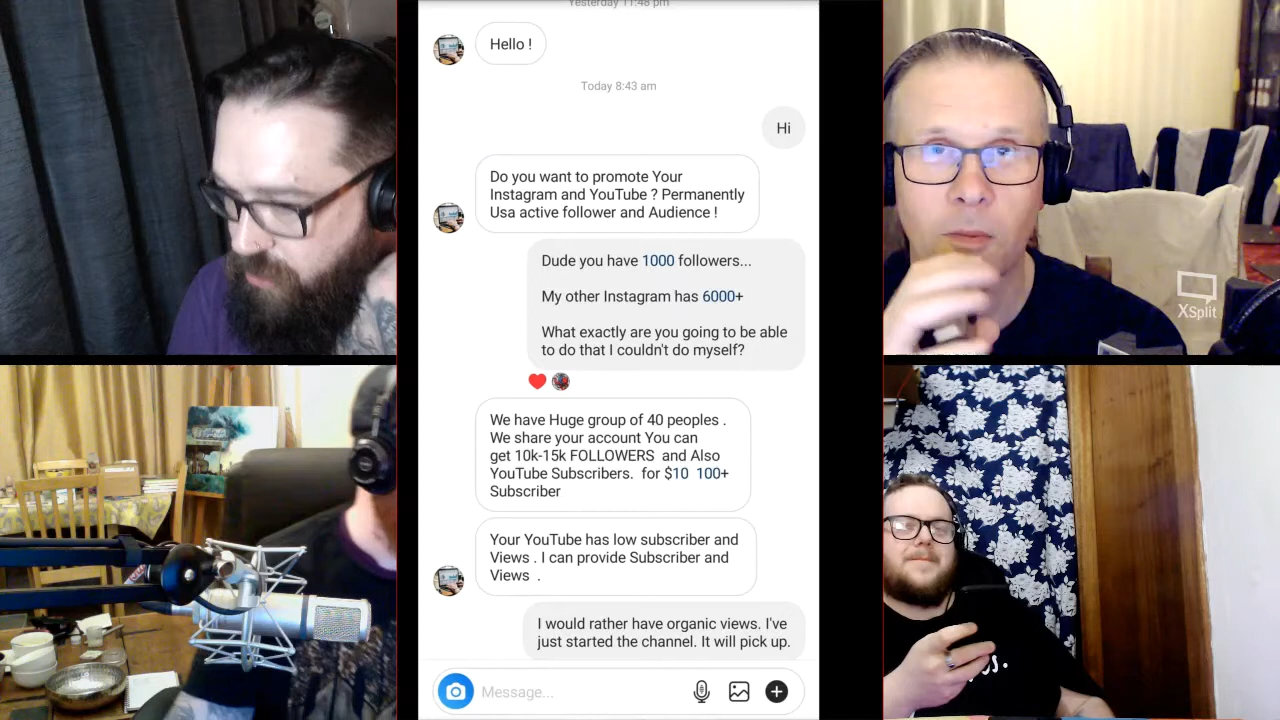 Yesterday 11:48 pm
Hello !
Today 8:43 am
Hi
Do you want to promote Your
Instagram and YouTube ? Permanently
Usa active follower and Audience !
Dude you have 1000 followers...
My other Instagram has 6000+
What exactly are you going to be able
to do that I couldn't do myself?
We have Huge group of 40 peoples .
We share your account You can
get 10k-15k FOLLOWERS and Also
YouTube Subscribers. for $10 100+
Subscriber
Your YouTube has low subscriber and
Views . I can provide Subscriber and
Views .
I would rather have organic views. I've
just started the channel. It will pick up.
Message...
XSplit